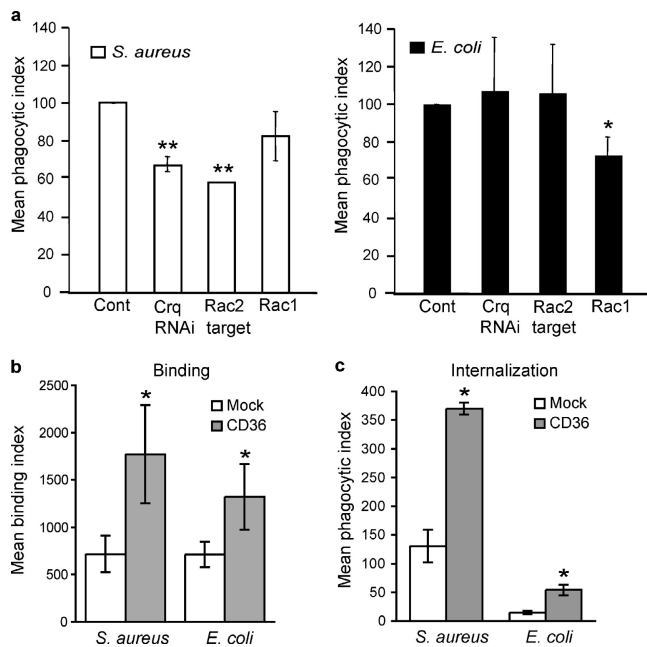 a
S. aureus
Mean phagocytic index
140
120
100
80
60
40
20
0
**
**
Cont
Crq
Rac2
Rac1
RNAi target
E. coli
Mean phagocytic index
140
120
100
80
60
40
20
0
*
Cont
Crq
Rac2
Rac1
RNAi target
b
Binding
Mean binding index
2500
2000
1750
1000
500
0
Mock
CD36
*
*
S. aureus
E. coli
c
Internalization
Mean phagocytic index
400
350
300
250
200
150
100
50
0
Mock
CD36
*
*
S. aureus
E. coli